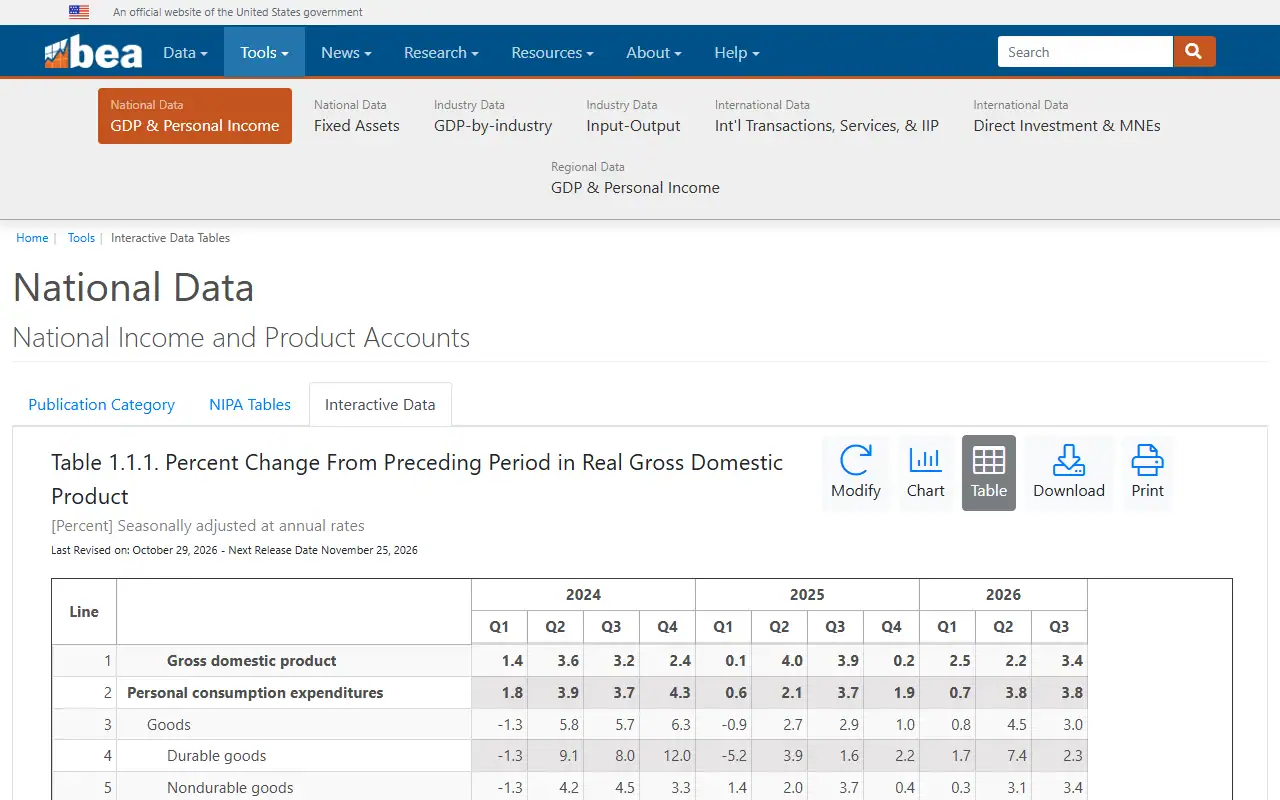 An official website of the United States government
bea Data Tools News Research Resources About Help Search
National Data
GDP & Personal Income
National Data
Fixed Assets
Industry Data
GDP-by-industry
Industry Data
Input-Output
International Data
Int'l Transactions, Services, & IIP
International Data
Direct Investment & MNEs
Regional Data
GDP & Personal Income
Home | Tools | Interactive Data Tables
National Data
National Income and Product Accounts
Publication Category NIPA Tables Interactive Data
Table 1.1.1. Percent Change From Preceding Period in Real Gross Domestic
Product
[Percent] Seasonally adjusted at annual rates
Last Revised on: October 29, 2026 - Next Release Date November 25, 2026
Modify Chart Table Download Print
Line 2024 2025 2026
Q1 Q2 Q3 Q4 Q1 Q2 Q3 Q4 Q1 Q2 Q3
1 Gross domestic product 1.4 3.6 3.2 2.4 0.1 4.0 3.9 0.2 2.5 2.2 3.4
2 Personal consumption expenditures 1.8 3.9 3.7 4.3 0.6 2.1 3.7 1.9 0.7 3.8 3.8
3 Goods -1.3 5.8 5.7 6.3 -0.9 2.7 2.9 1.0 0.8 4.5 3.0
4 Durable goods -1.3 9.1 8.0 12.0 -5.2 3.9 1.6 2.2 1.7 7.4 2.3
5 Nondurable goods -1.3 4.2 4.5 3.3 1.4 2.0 3.7 0.4 0.3 3.1 3.4